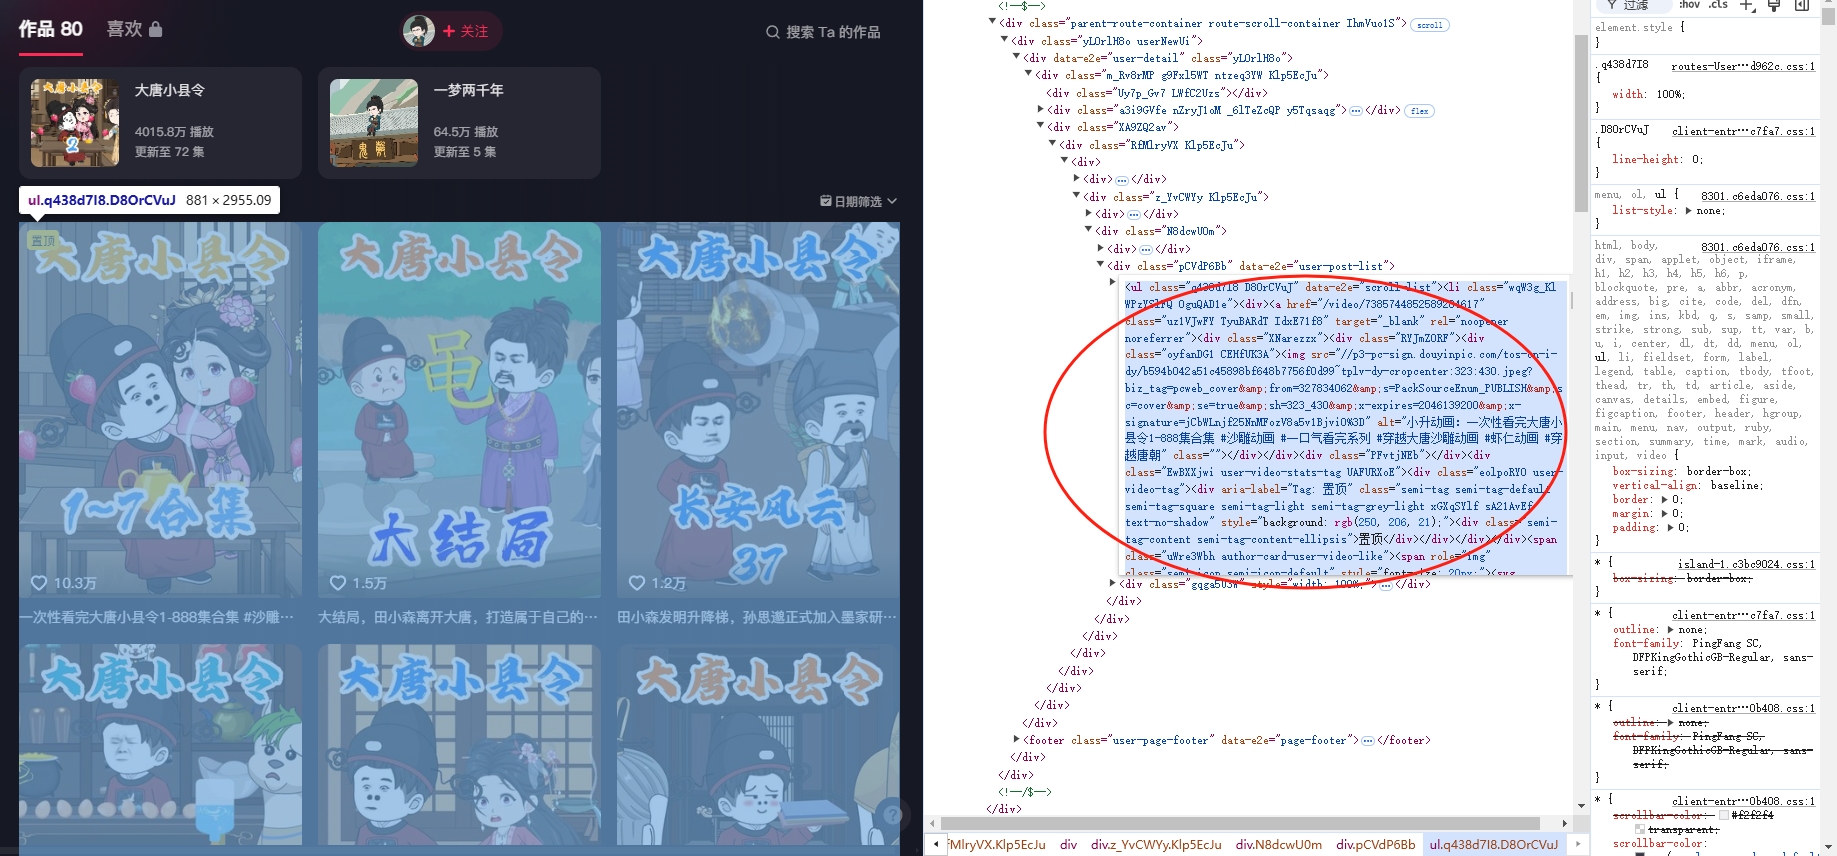 作品 80
喜欢
+ 关注
搜索 Ta 的作品
大唐小县令
2
大唐小县令
4015.8万 播放
更新至 72 集
一梦两千年
64.5万 播放
更新至 5 集
ul.q438d7I8.D8OrCVuJ 881 × 2955.09
日期筛选
置顶
大唐小县令
1~7合集
10.3万
一次性看完大唐小县令1-888集合集 #沙雕…
大唐小县令
黾
大结局
1.5万
大结局，田小森离开大唐，打造属于自己的…
大唐小县令
长安风云
37
1.2万
田小森发明升降梯，孙思邈正式加入墨家研…
大唐小县令
大唐小县令
大唐小县令
<!--$-->
<div class="parent-route-container route-scroll-container IhmVuo1S"> scroll
<div class="yLOrlH8o userNewUi">
<div data-e2e="user-detail" class="yLOrlH8o">
<div class="m_Rv8rMP g9Fxl5WT ntzeq3YW Klp5EcJu">
<div class="Uy7p_Gv7 LWfC2Uzs"></div>
<div class="a3i9GVfe nZryJ1oM _6lTeZcQP y5Tqsaqg"> … </div> flex
<div class="XA9ZQ2av">
<div class="RfMlryVX Klp5EcJu">
<div>
<div> … </div>
<div class="z_YvCWYy Klp5EcJu">
<div> … </div>
<div class="N8dcwU0m">
<div> … </div>
<div class="pCVdP6Bb" data-e2e="user-post-list">
<ul class="q438d7I8 D8OrCVuJ" data-e2e="scroll-list"><li class="wqW3g_Kl
WPzYSlFQ OguQAD1e"><div><a href="/video/7385744852589284617"
class="uz1VJwFY TyuBARdT IdxE71f8" target="_blank" rel="noopener
noreferrer"><div class="XNarezzx"><div class="RYJmZORF"><div
class="oyfanDG1 CEHfUK3A"><img src="//p3-pc-sign.douyinpic.com/tos-cn-i-
dy/b594b042a51c45898bf648b7756f0d99~tplv-dy-cropcenter:323:430.jpeg?
biz_tag=pcweb_cover&amp;from=327834062&amp;s=PackSourceEnum_PUBLISH&amp;s
c=cover&amp;se=true&amp;sh=323_430&amp;x-expires=2046139200&amp;x-
signature=jCbWLnjf25NnMFozV8a5v1BjviO%3D" alt="小升动画：一次性看完大唐小
县令1-888集合集 #沙雕动画 #一口气看完系列 #穿越大唐沙雕动画 #虾仁动画 #穿
越唐朝" class=""></div></div><div class="PFvtjNEb"></div><div
class="EwBXXjwi user-video-stats-tag UAFURXoE"><div class="eolpoRYO user-
video-tag"><div aria-label="Tag: 置顶" class="semi-tag semi-tag-default
semi-tag-square semi-tag-light semi-tag-grey-light xGXqSYlf sA21AwEf
text-no-shadow" style="background: rgb(250, 206, 21);"><div class="semi-
tag-content semi-tag-content-ellipsis">置顶</div></div></div></div><span
class="uWre3Wbh author-card-user-video-like"><span role="img"
class="semi-icon semi-icon-default" style="font-size: 20px;"><svg
<div class="gqga5U3W" style="width: 100%;"> … </div>
</div>
</div>
</div>
</div>
</div>
</div>
</div>
</div>
<footer class="user-page-footer" data-e2e="page-footer"> … </footer>
</div>
</div>
<!--/$-->
</div>
fMlryVX.Klp5EcJu div div.z_YvCWYy.Klp5EcJu div.N8dcwU0m div.pCVdP6Bb ul.q438d7I8.D8OrCVuJ
过滤 :hov .cls
element.style {
}
.q438d7I8 routes-User…d962c.css:1
{
width: 100%;
}
.D8OrCVuJ client-entr…c7fa7.css:1
{
line-height: 0;
}
menu, ol, ul { 8301.c6eda076.css:1
list-style: none;
}
html, body, 8301.c6eda076.css:1
div, span, applet, object, iframe,
h1, h2, h3, h4, h5, h6, p,
blockquote, pre, a, abbr, acronym,
address, big, cite, code, del, dfn,
em, img, ins, kbd, q, s, samp, small,
strike, strong, sub, sup, tt, var, b,
u, i, center, dl, dt, dd, menu, ol,
ul, li, fieldset, form, label,
legend, table, caption, tbody, tfoot,
thead, tr, th, td, article, aside,
canvas, details, embed, figure,
figcaption, footer, header, hgroup,
main, menu, nav, output, ruby,
section, summary, time, mark, audio,
input, video {
box-sizing: border-box;
vertical-align: baseline;
border: 0;
margin: 0;
padding: 0;
}
* { island-1.c3bc9024.css:1
box-sizing: border-box;
}
* { client-entr…c7fa7.css:1
outline: none;
font-family: PingFang SC,
DFPKingGothicGB-Regular, sans-
serif;
}
* { client-entr…0b408.css:1
outline: none;
font-family: PingFang SC,
DFPKingGothicGB-Regular, sans-
serif;
}
* { client-entr…0b408.css:1
scrollbar-color: #f2f2f4
transparent;
scrollbar-color: